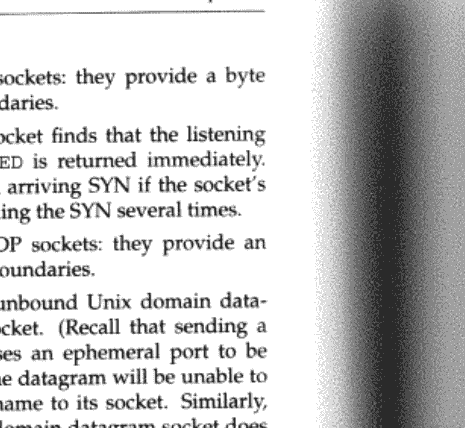 sockets: they provide a byte
daries.
ocket finds that the listening
ED is returned immediately.
arriving SYN if the socket's
ing the SYN several times.
DP sockets: they provide an
oundaries.
unbound Unix domain data-
cket. (Recall that sending a
ses an ephemeral port to be
e datagram will be unable to
name to its socket. Similarly,
domain datagram socket does